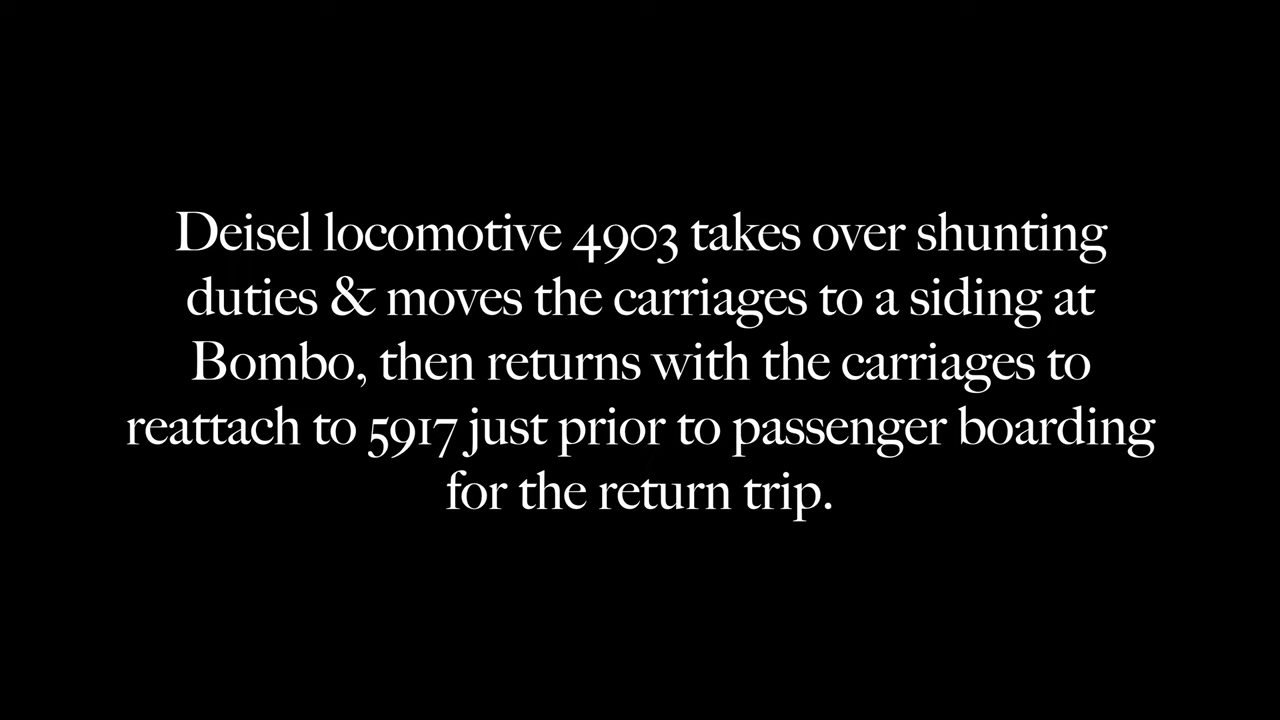 Deisel locomotive 4903 takes over shunting
duties & moves the carriages to a siding at
Bombo, then returns with the carriages to
reattach to 5917 just prior to passenger boarding
for the return trip.